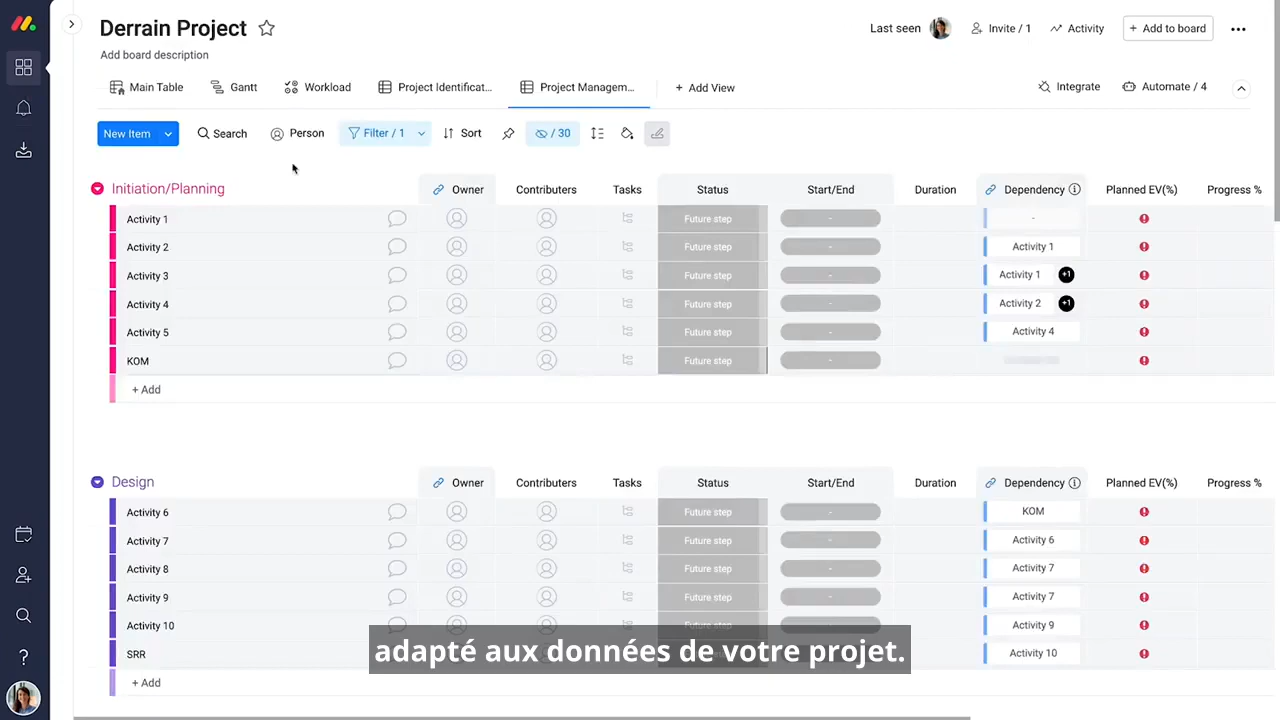 Derrain Project
Last seen
Invite / 1
Activity
+ Add to board
Add board description
Main Table
Gantt
Workload
Project Identificat...
Project Managem...
+ Add View
Integrate
Automate / 4
New Item
Search
Person
Filter / 1
Sort
/ 30
Initiation/Planning Owner Contributers Tasks Status Start/End Duration Dependency Planned EV(%) Progress %
Activity 1 Future step - -
Activity 2 Future step - Activity 1
Activity 3 Future step - Activity 1 +1
Activity 4 Future step - Activity 2 +1
Activity 5 Future step - Activity 4
KOM Future step -
+ Add
Design Owner Contributers Tasks Status Start/End Duration Dependency Planned EV(%) Progress %
Activity 6 Future step - KOM
Activity 7 Future step - Activity 6
Activity 8 Future step - Activity 7
Activity 9 Future step - Activity 7
Activity 10 Activity 9
SRR Activity 10
adapté aux données de votre projet.
+ Add